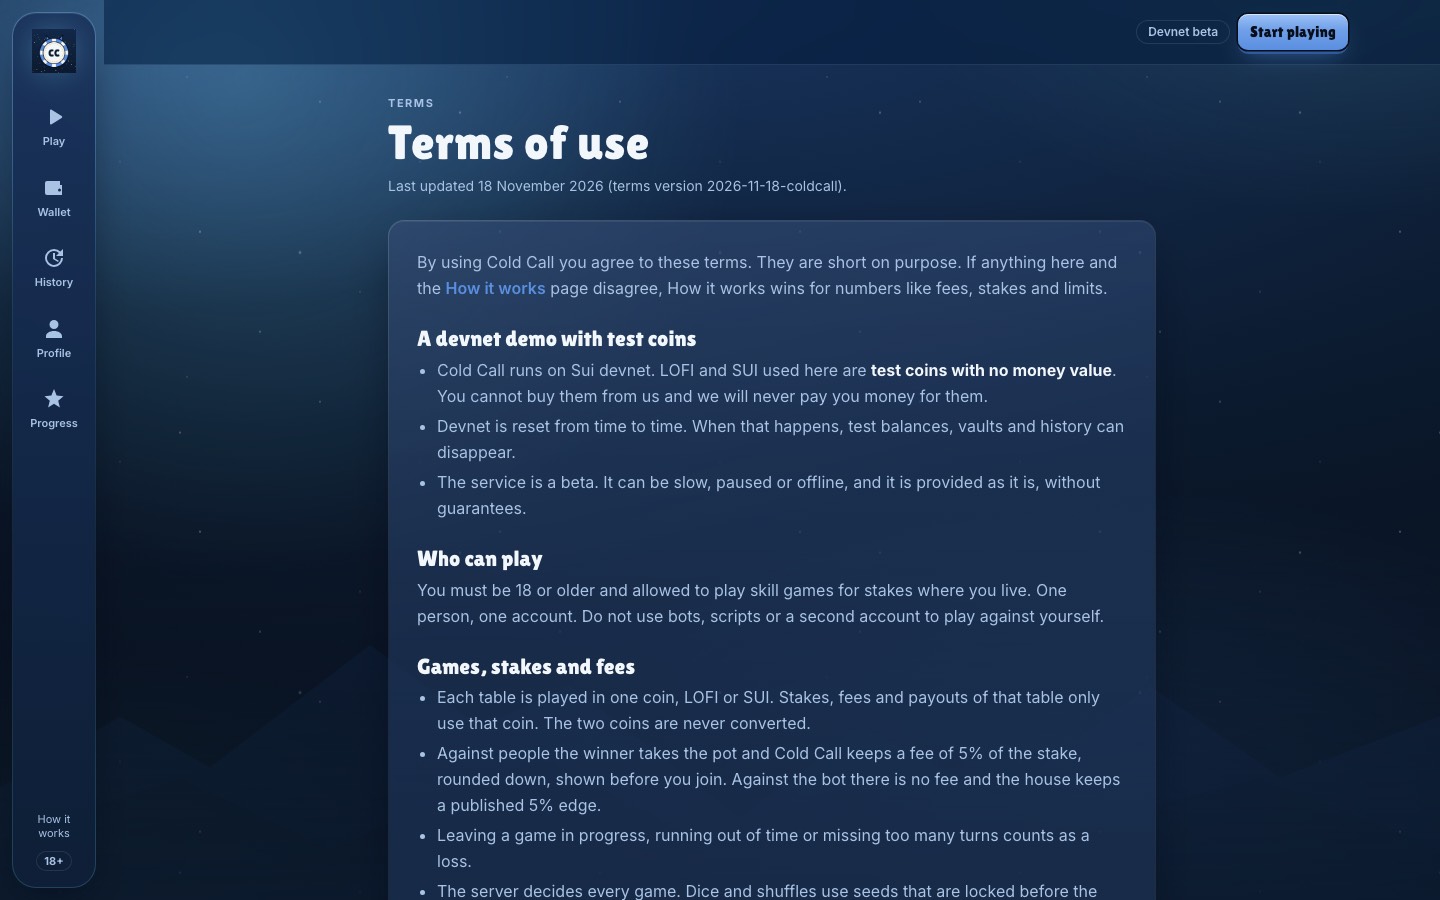 CC
Play
Wallet
History
Profile
Progress
How it
works
18+
Devnet beta
Start playing
TERMS
Terms of use
Last updated 18 November 2026 (terms version 2026-11-18-coldcall).
By using Cold Call you agree to these terms. They are short on purpose. If anything here and
the How it works page disagree, How it works wins for numbers like fees, stakes and limits.
A devnet demo with test coins
• Cold Call runs on Sui devnet. LOFI and SUI used here are test coins with no money value.
You cannot buy them from us and we will never pay you money for them.
• Devnet is reset from time to time. When that happens, test balances, vaults and history can
disappear.
• The service is a beta. It can be slow, paused or offline, and it is provided as it is, without
guarantees.
Who can play
You must be 18 or older and allowed to play skill games for stakes where you live. One
person, one account. Do not use bots, scripts or a second account to play against yourself.
Games, stakes and fees
• Each table is played in one coin, LOFI or SUI. Stakes, fees and payouts of that table only
use that coin. The two coins are never converted.
• Against people the winner takes the pot and Cold Call keeps a fee of 5% of the stake,
rounded down, shown before you join. Against the bot there is no fee and the house keeps
a published 5% edge.
• Leaving a game in progress, running out of time or missing too many turns counts as a
loss.
• The server decides every game. Dice and shuffles use seeds that are locked before the